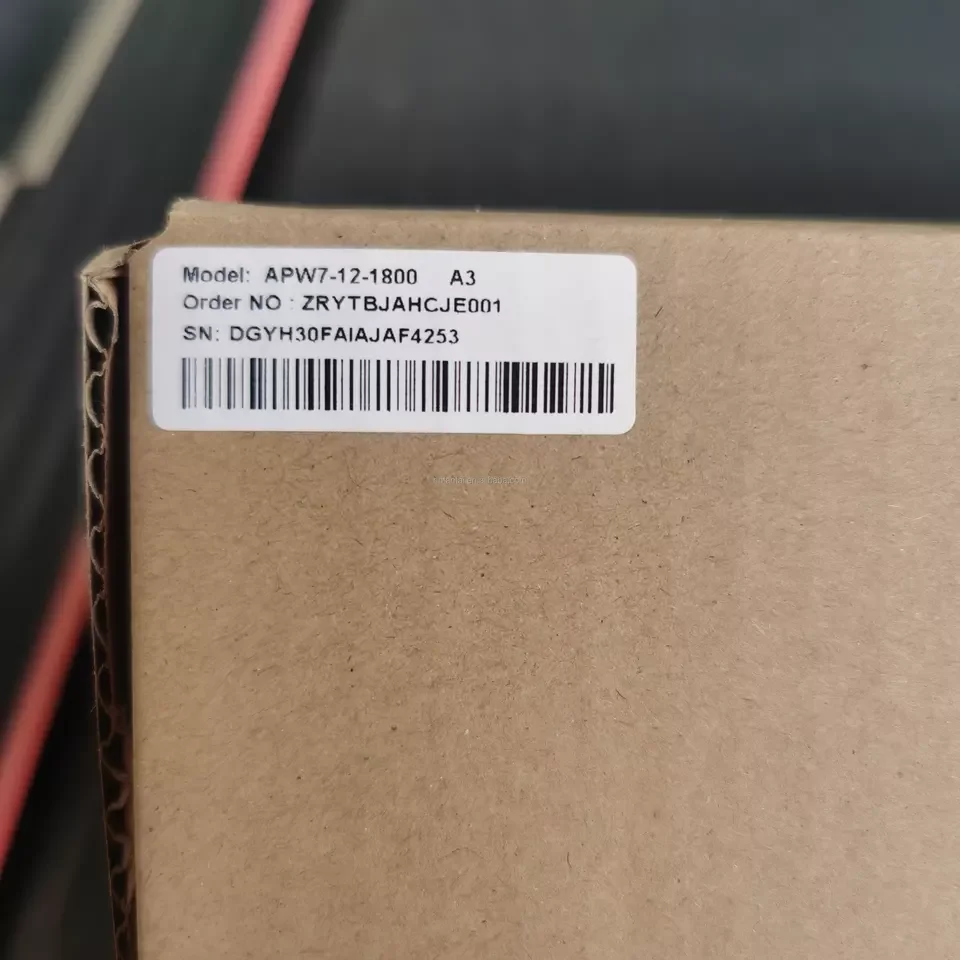 Model: APW7-12-1800 A3
Order NO : ZRYTBJAHCJE001
SN: DGYH30FAIAJAF4253